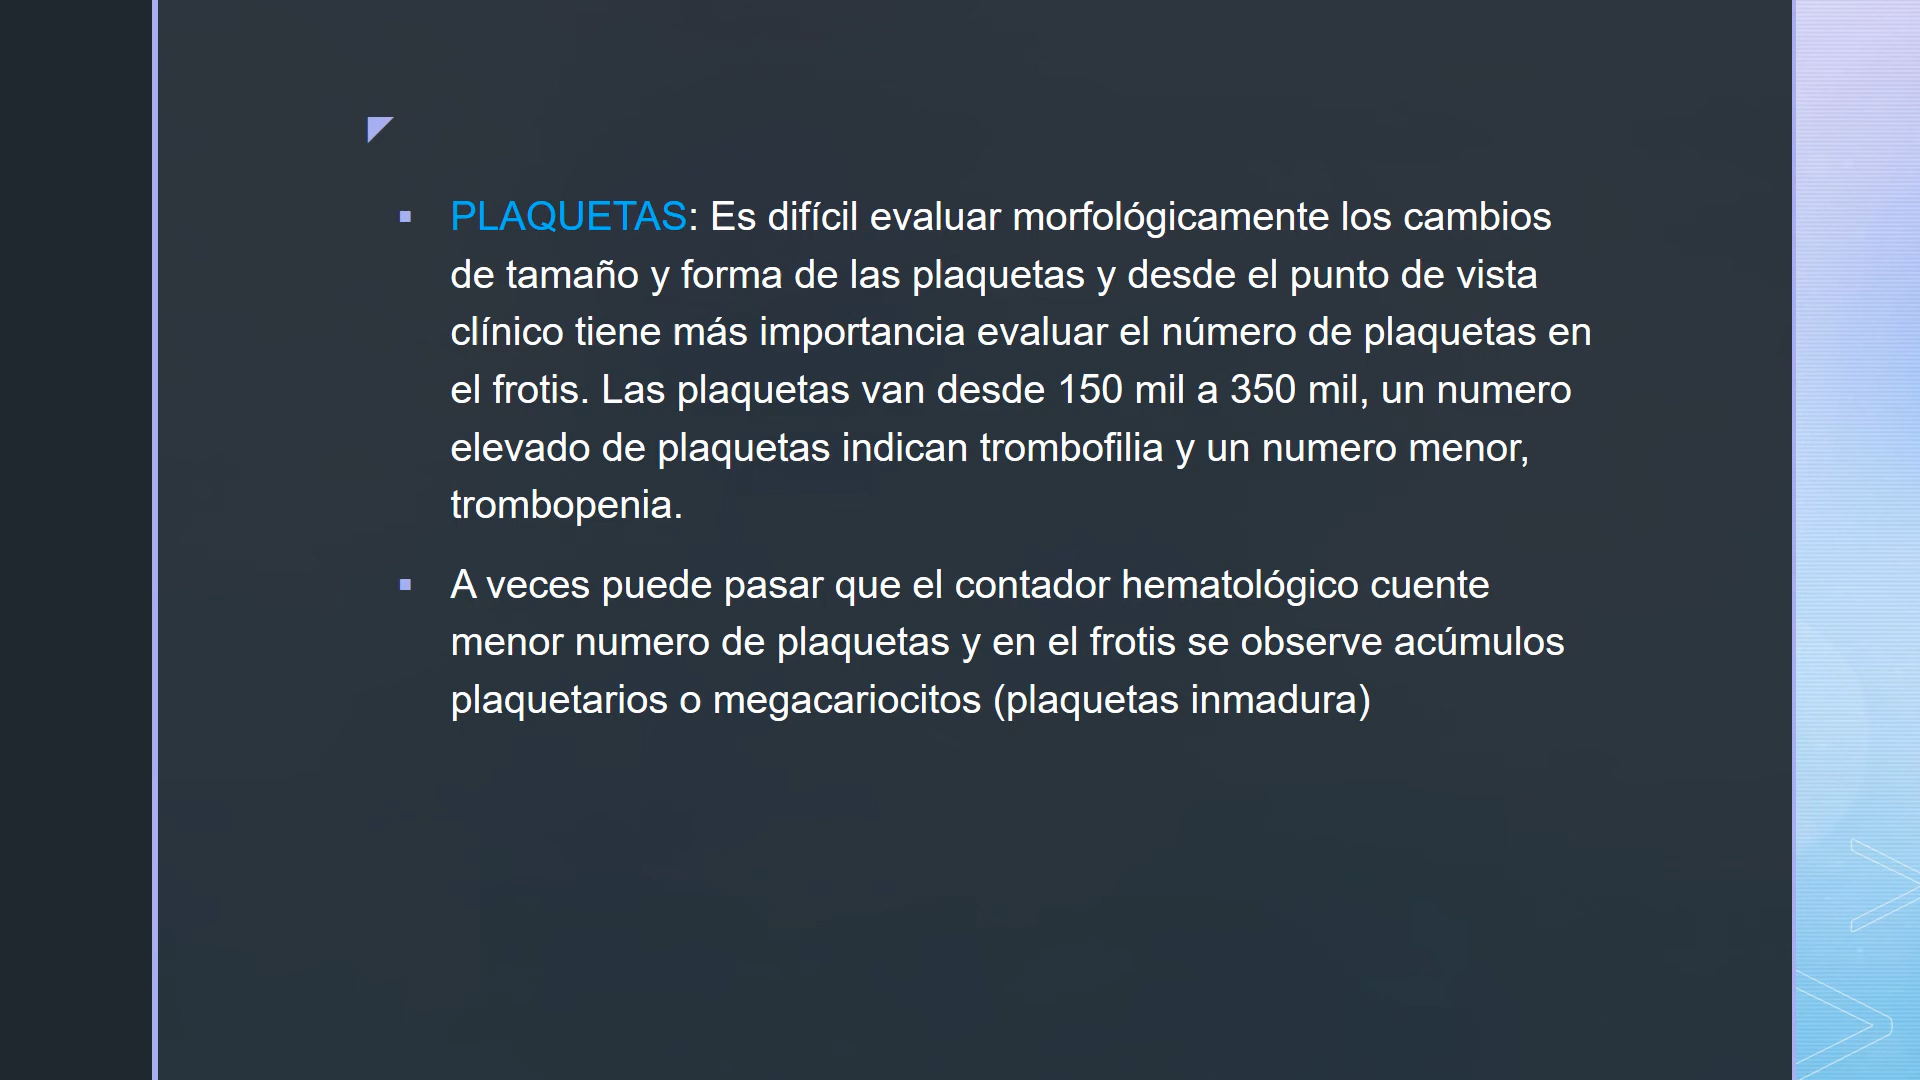 PLAQUETAS: Es difícil evaluar morfológicamente los cambios
de tamaño y forma de las plaquetas y desde el punto de vista
clínico tiene más importancia evaluar el número de plaquetas en
el frotis. Las plaquetas van desde 150 mil a 350 mil, un numero
elevado de plaquetas indican trombofilia y un numero menor,
trombopenia.
A veces puede pasar que el contador hematológico cuente
menor numero de plaquetas y en el frotis se observe acúmulos
plaquetarios o megacariocitos (plaquetas inmadura)